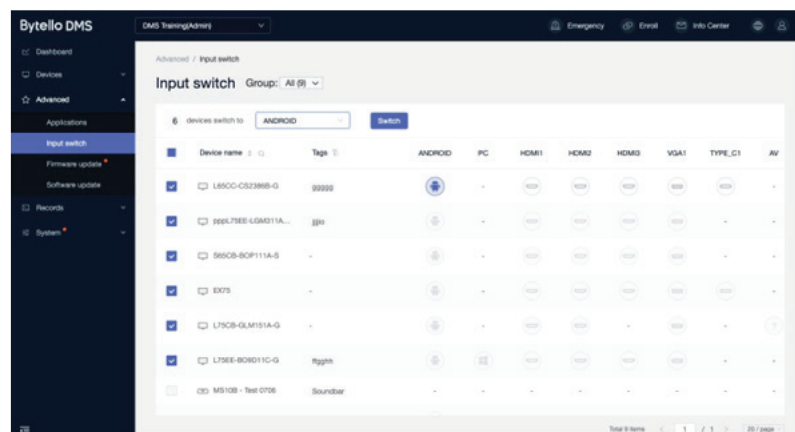 Bytello DMS
DMS Training(Admin)
Emergency
Enroll
Info Center
Dashboard
Devices
Advanced
Applications
Input switch
Firmware update
Software update
Records
System
Advanced / Input switch
Input switch Group: All (9)
6 devices switch to ANDROID Switch
Device name Tags ANDROID PC HDMI1 HDMI2 HDMI3 VGA1 TYPE_C1 AV
L65CC-CS2386B-G ggggg - -
pppL75EE-LGM311A... - - -
S65CB-BOP111A-S - - - -
EX75 - - -
L75CB-GLM151A-G - - - -
L75EE-BO9D11C-G ffgghh - -
MS10B - Test 0706 Soundbar - - - - - - - -
Total 9 items < 1 / 1 > 20 / page